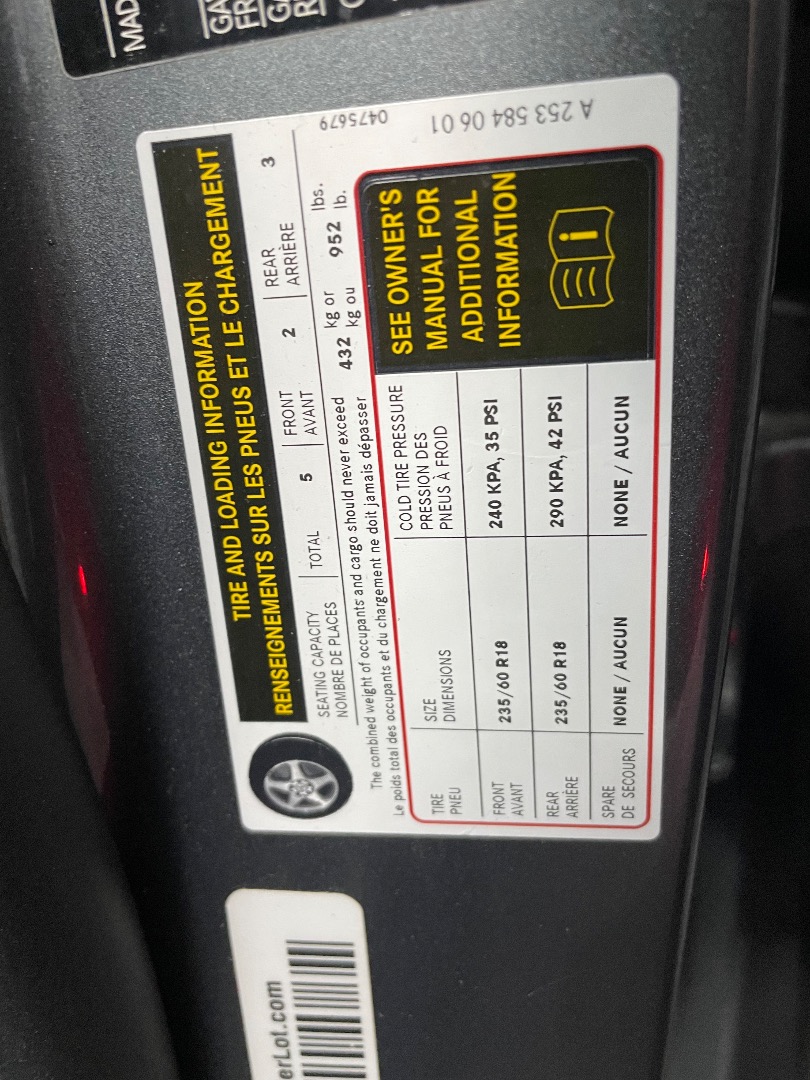 MAD
TIRE AND LOADING INFORMATION
RENSEIGNEMENTS SUR LES PNEUS ET LE CHARGEMENT
SEATING CAPACITY | TOTAL 5 | FRONT 2 | REAR 3
NOMBRE DE PLACES | AVANT | ARRIÈRE
The combined weight of occupants and cargo should never exceed 432 kg or 952 lbs.
Le poids total des occupants et du chargement ne doit jamais dépasser kg ou lb.
TIRE SIZE COLD TIRE PRESSURE
PNEU DIMENSIONS PRESSION DES
PNEUS À FROID
FRONT 235/60 R18 240 KPA, 35 PSI
AVANT
REAR 235/60 R18 290 KPA, 42 PSI
ARRIÈRE
SPARE NONE / AUCUN NONE / AUCUN
DE SECOURS
SEE OWNER'S
MANUAL FOR
ADDITIONAL
INFORMATION
0475679
A 253 584 06 01
erLot.com